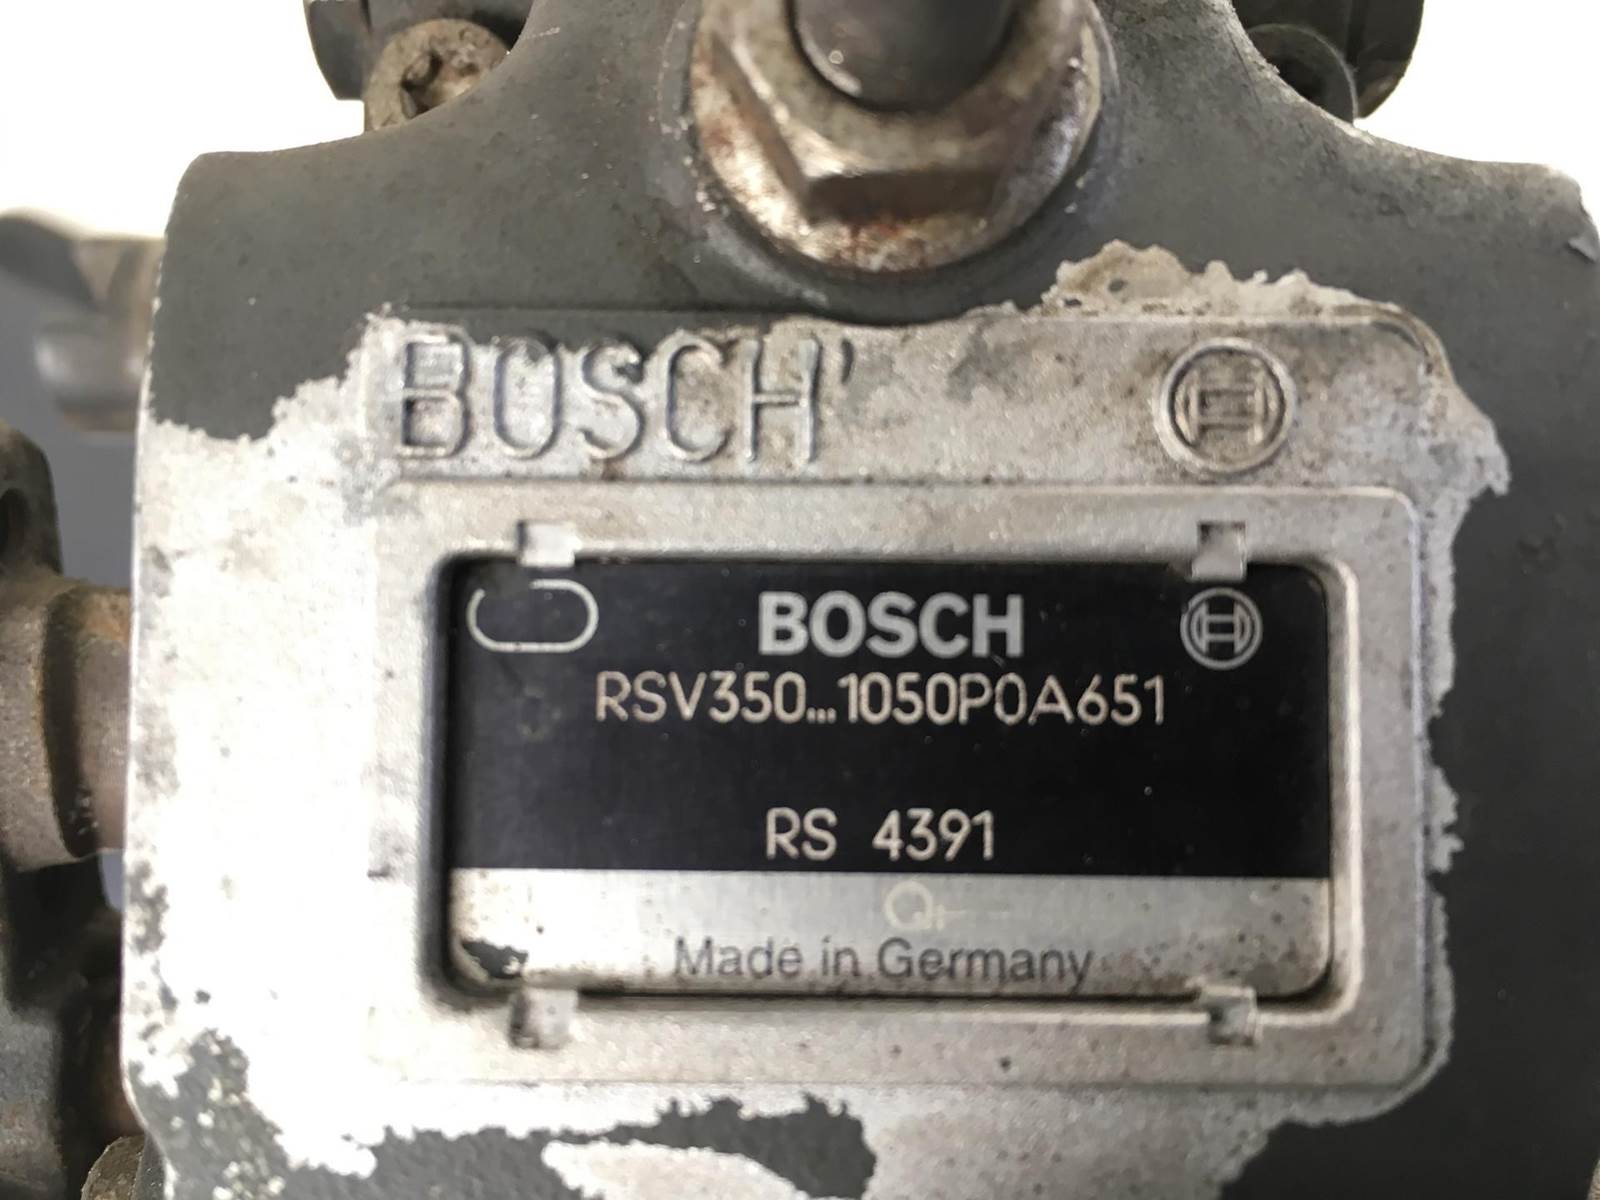 BOSCH
BOSCH
RSV350...1050P0A651
RS 4391
Made in Germany